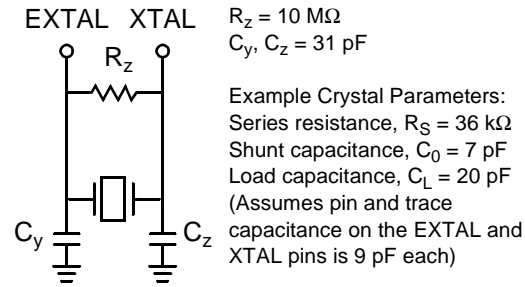 EXTAL XTAL
R_z
C_y
C_z
R_z = 10 MΩ
C_y, C_z = 31 pF
Example Crystal Parameters:
Series resistance, R_S = 36 kΩ
Shunt capacitance, C_0 = 7 pF
Load capacitance, C_L = 20 pF
(Assumes pin and trace
capacitance on the EXTAL and
XTAL pins is 9 pF each)